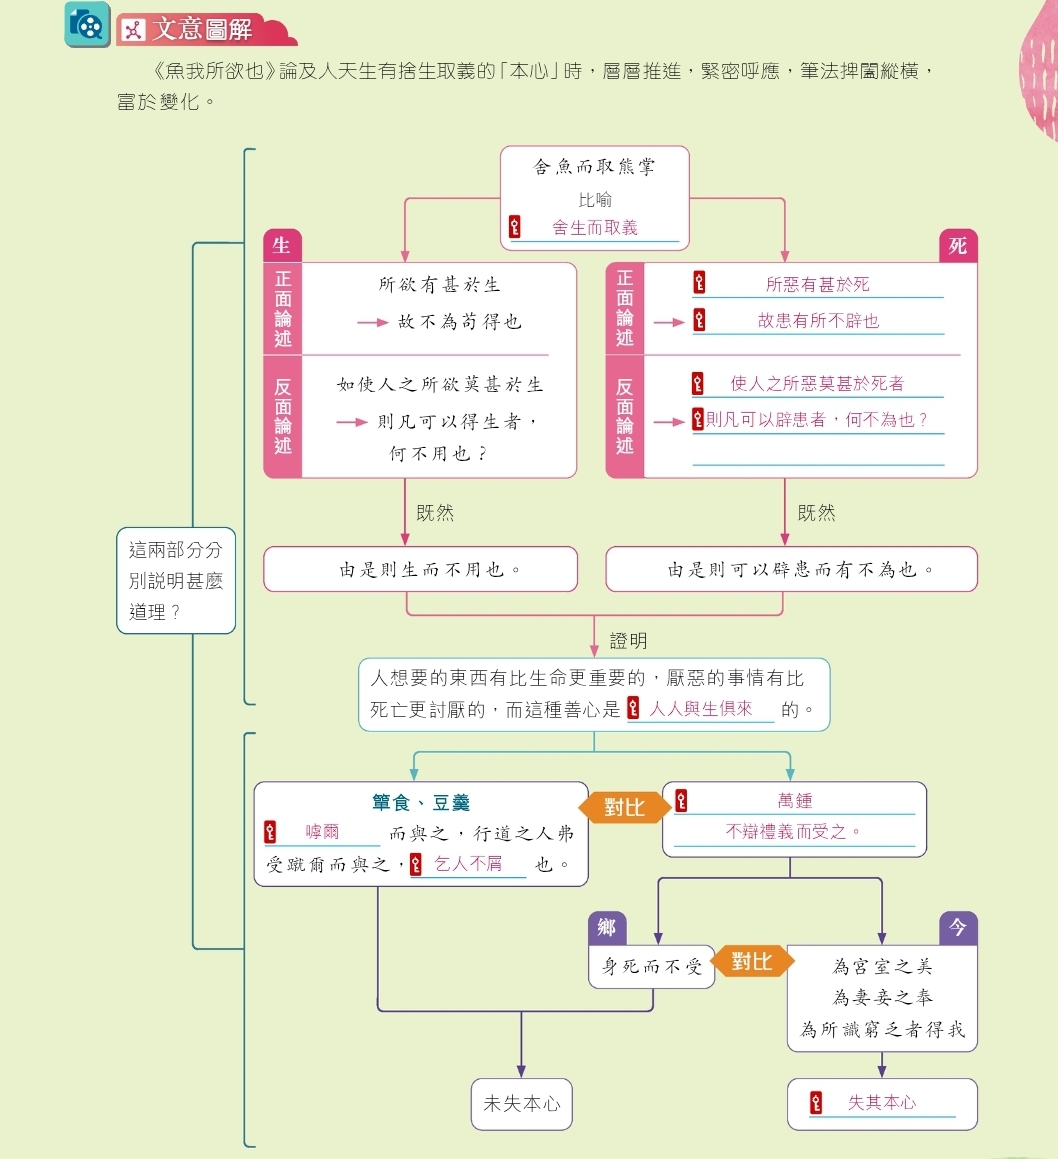 文意圖解
《魚我所欲也》論及人天生有捨生取義的「本心」時，層層推進，緊密呼應，筆法捭闔縱橫，
富於變化。
舍魚而取熊掌
比喻
舍生而取義
生
正面論述
所欲有甚於生
故不為苟得也
反面論述
如使人之所欲莫甚於生
則凡可以得生者，
何不用也？
死
正面論述
所惡有甚於死
故患有所不辟也
反面論述
使人之所惡莫甚於死者
則凡可以辟患者，何不為也？
既然
既然
由是則生而不用也。
由是則可以辟患而有不為也。
這兩部分分
別説明甚麼
道理？
證明
人想要的東西有比生命更重要的，厭惡的事情有比
死亡更討厭的，而這種善心是 人人與生俱來 的。
簞食、豆羹
嘑爾 而與之，行道之人弗
受蹴爾而與之，乞人不屑 也。
對比
萬鍾
不辯禮義而受之。
鄉
身死而不受
對比
今
為宮室之美
為妻妾之奉
為所識窮乏者得我
未失本心
失其本心